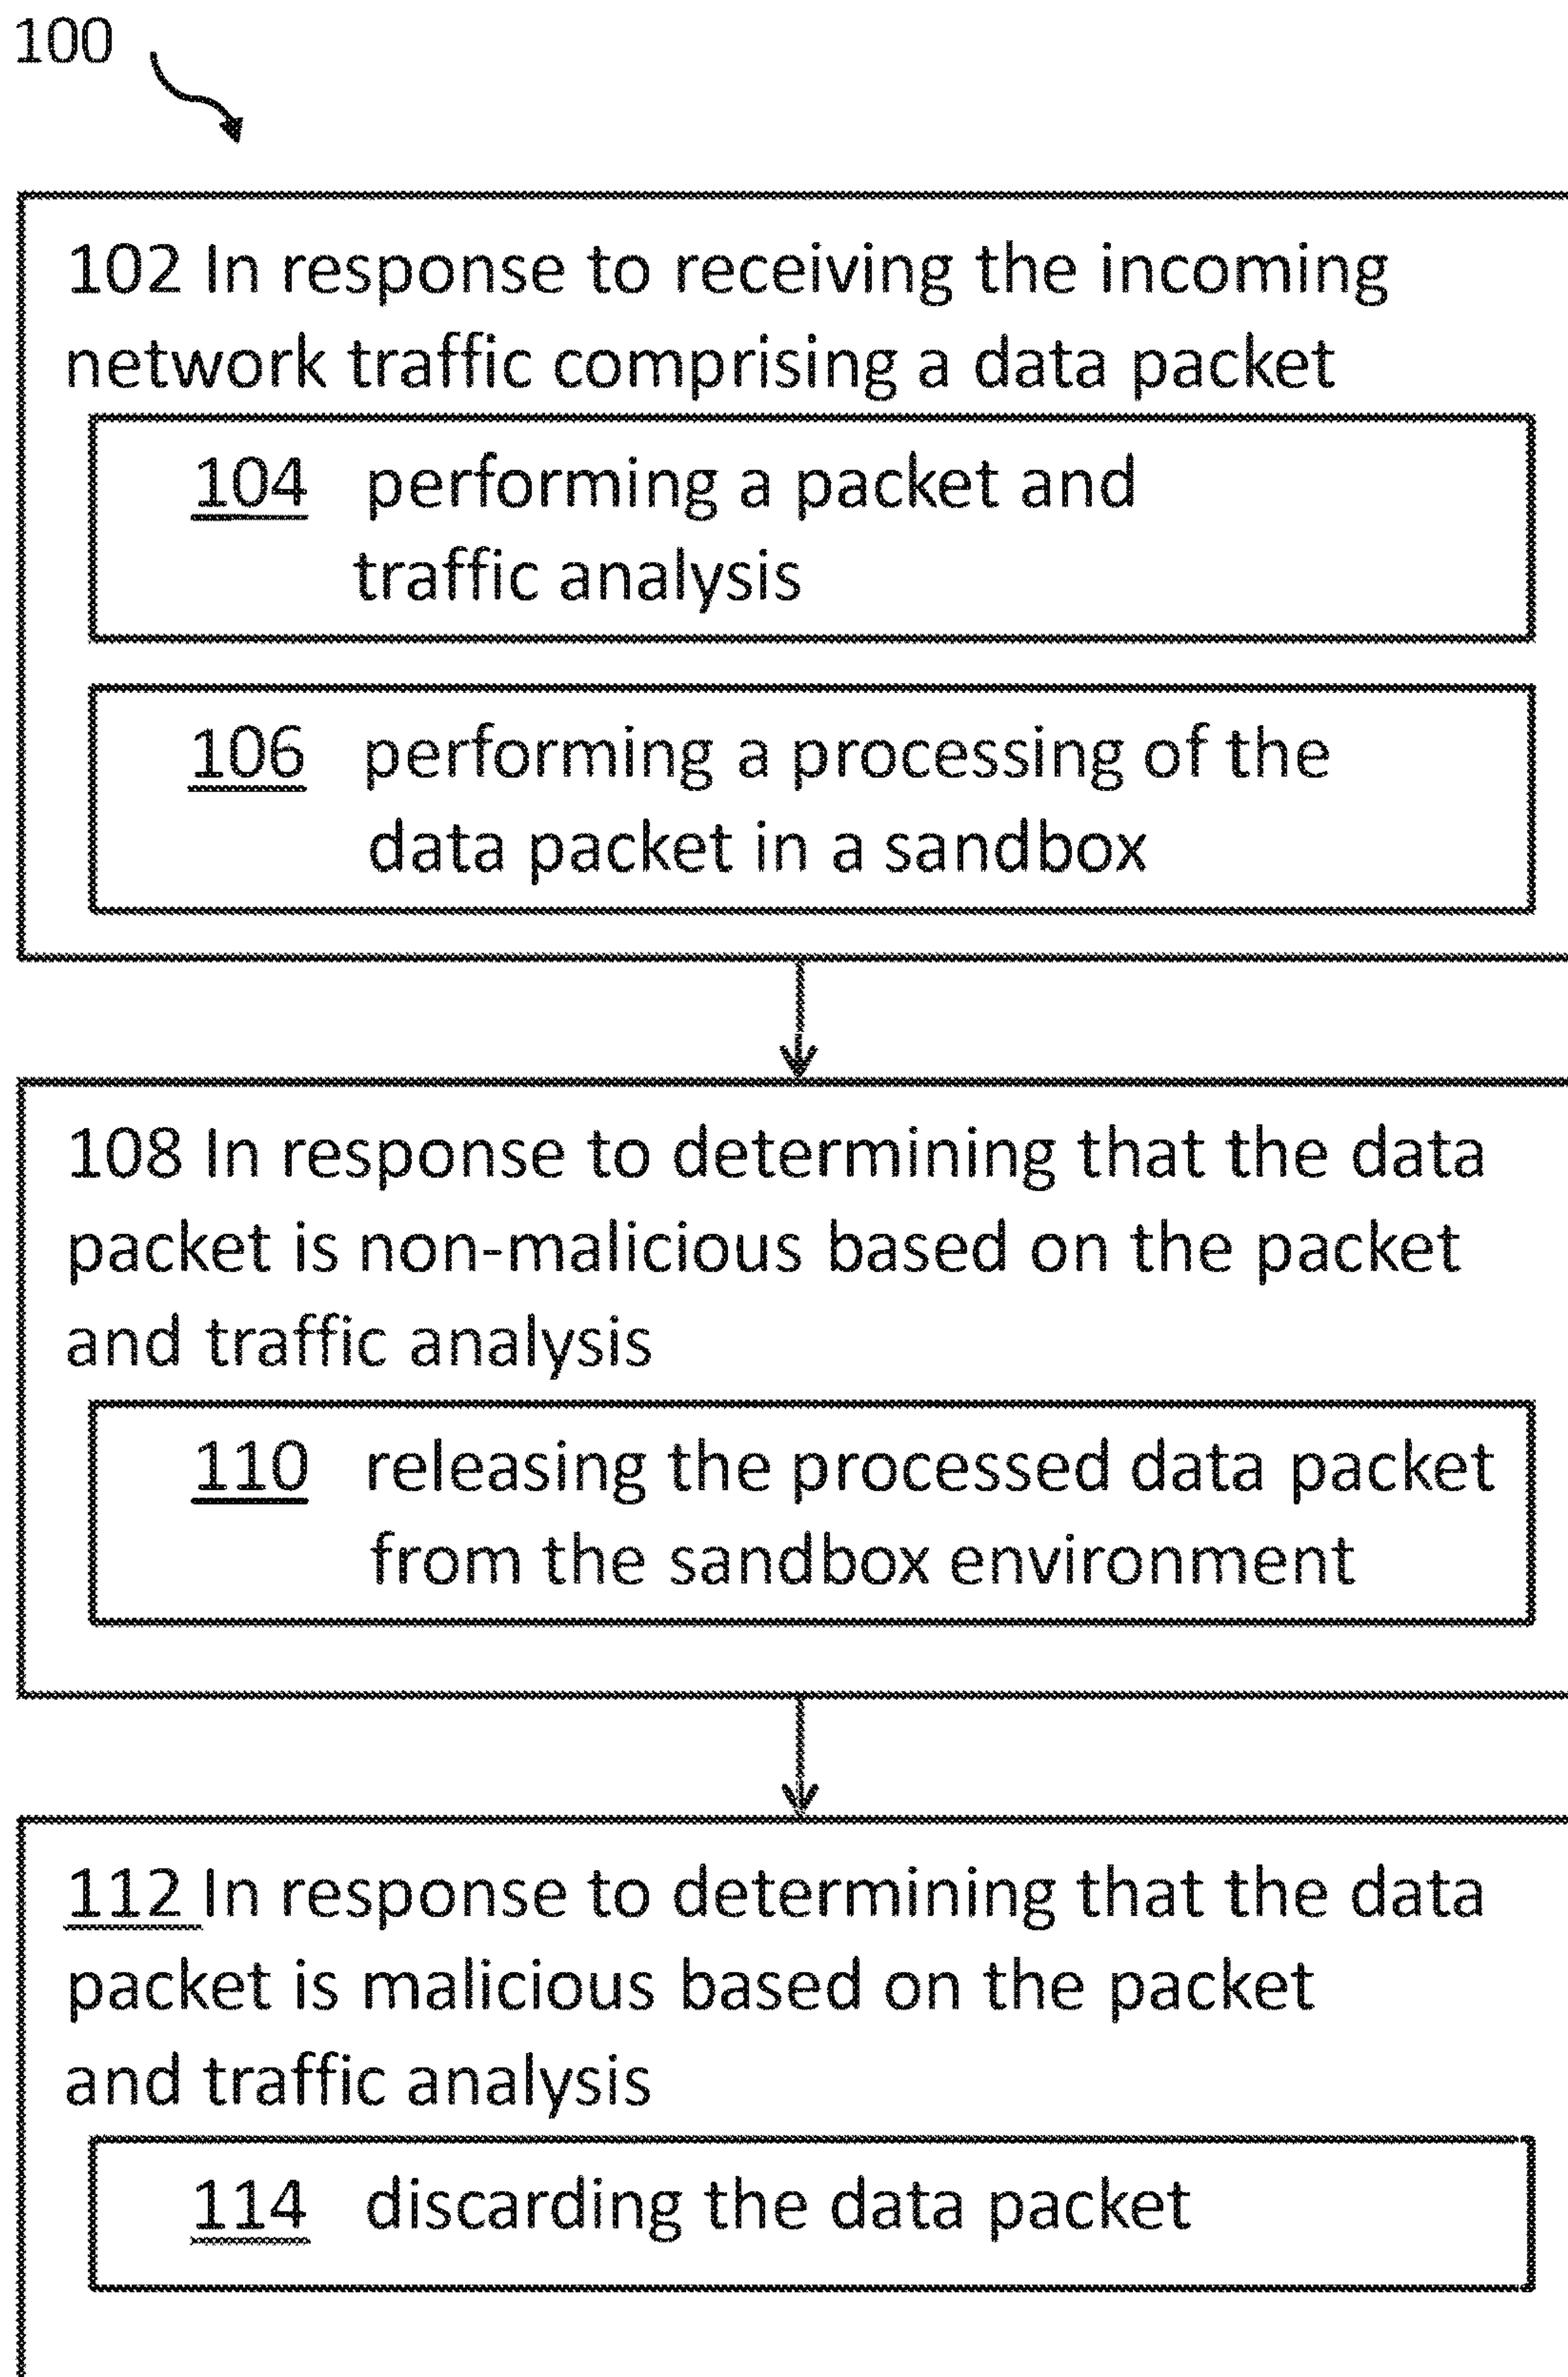 100
102 In response to receiving the incoming
network traffic comprising a data packet
104 performing a packet and
traffic analysis
106 performing a processing of the
data packet in a sandbox
108 In response to determining that the data
packet is non-malicious based on the packet
and traffic analysis
110 releasing the processed data packet
from the sandbox environment
112 In response to determining that the data
packet is malicious based on the packet
and traffic analysis
114 discarding the data packet